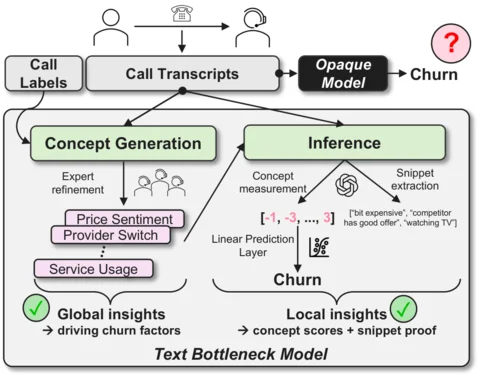 ?
Call
Labels
Call Transcripts
Opaque
Model
Churn
Concept Generation
Inference
Expert
refinement
Concept
measurement
Snippet
extraction
Price Sentiment
Provider Switch
Service Usage
[-1, -3, ..., 3]
["bit expensive", "competitor
has good offer", "watching TV"]
Linear Prediction
Layer
Churn
Global insights
→ driving churn factors
Local insights
→ concept scores + snippet proof
Text Bottleneck Model